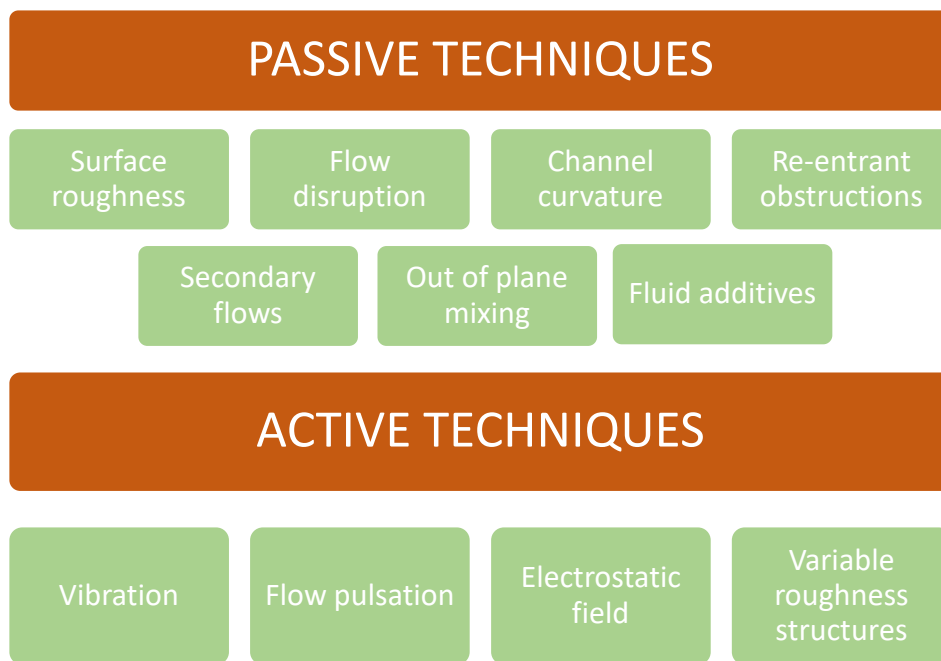 PASSIVE TECHNIQUES
Surface
roughness
Flow
disruption
Channel
curvature
Re-entrant
obstructions
Secondary
flows
Out of plane
mixing
Fluid additives
ACTIVE TECHNIQUES
Vibration
Flow pulsation
Electrostatic
field
Variable
roughness
structures